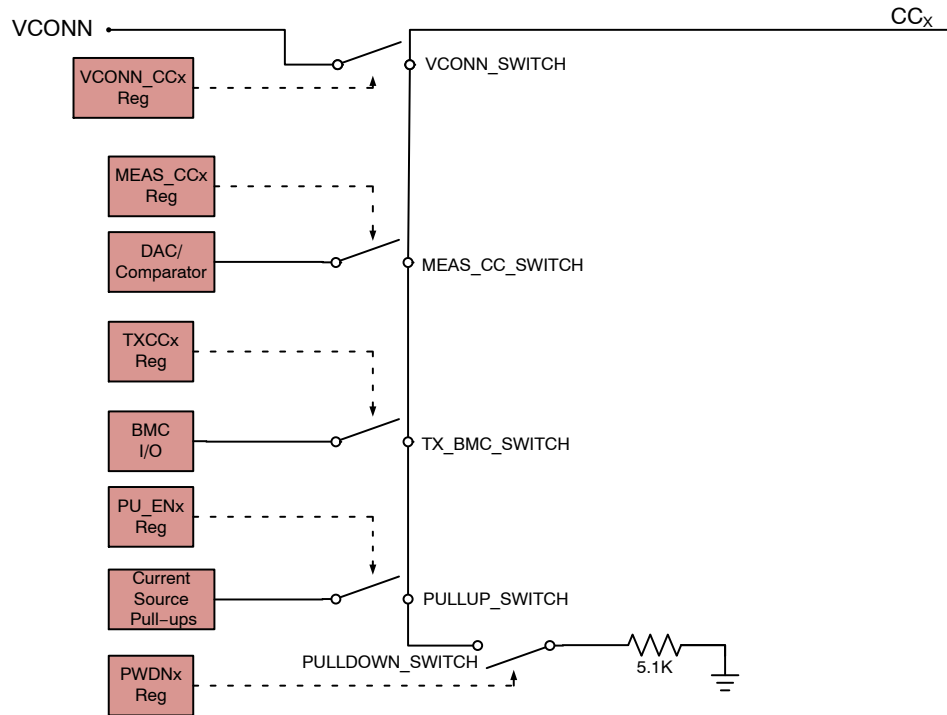 VCONN
CCX
VCONN_CCx
Reg
VCONN_SWITCH
MEAS_CCx
Reg
DAC/
Comparator
MEAS_CC_SWITCH
TXCCx
Reg
BMC
I/O
TX_BMC_SWITCH
PU_ENx
Reg
Current
Source
Pull−ups
PULLUP_SWITCH
PULLDOWN_SWITCH
5.1K
PWDNx
Reg